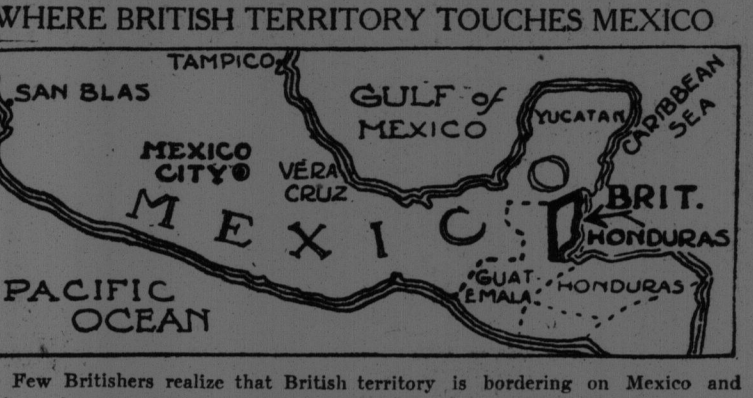 WHERE BRITISH TERRITORY TOUCHES MEXICO
TAMPICO
SAN BLAS
GULF of
MEXICO
YUCATAN
CARIBBEAN
SEA
MEXICO
CITY
VERA
CRUZ
BRIT.
HONDURAS
MEXICO
GUAT-
EMALA
HONDURAS
PACIFIC
OCEAN
Few Britishers realize that British territory is bordering on Mexico and